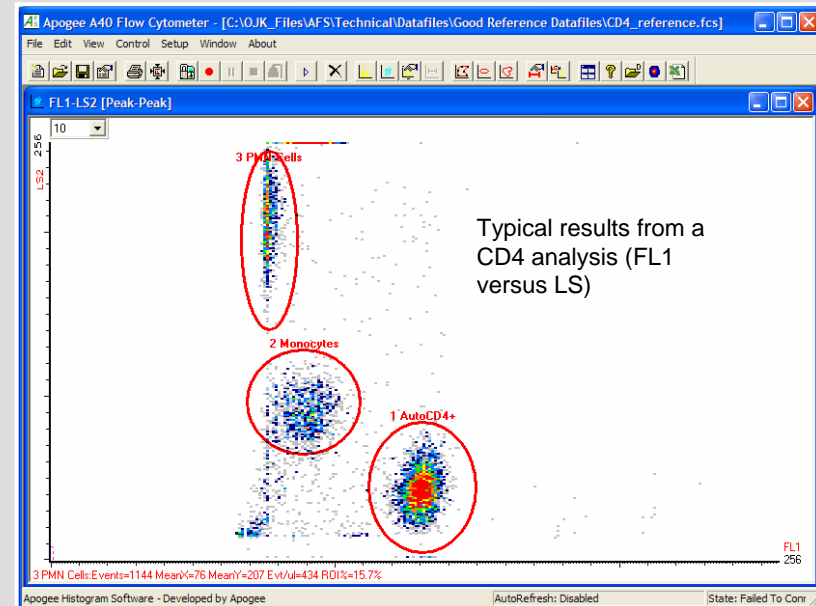 Apogee A40 Flow Cytometer - [C:\OJK_Files\AFS\Technical\Datafiles\Good Reference Datafiles\CD4_reference.fcs]
File Edit View Control Setup Window About
FL1-LS2 [Peak-Peak]
10
256
LS2
3 PMN Cells
Typical results from a
CD4 analysis (FL1
versus LS)
2 Monocytes
1 AutoCD4+
FL1
256
3 PMN Cells:Events=1144 MeanX=76 MeanY=207 Evt/ul=434 ROI%=15.7%
Apogee Histogram Software - Developed by Apogee
AutoRefresh: Disabled
State: Failed To Conr